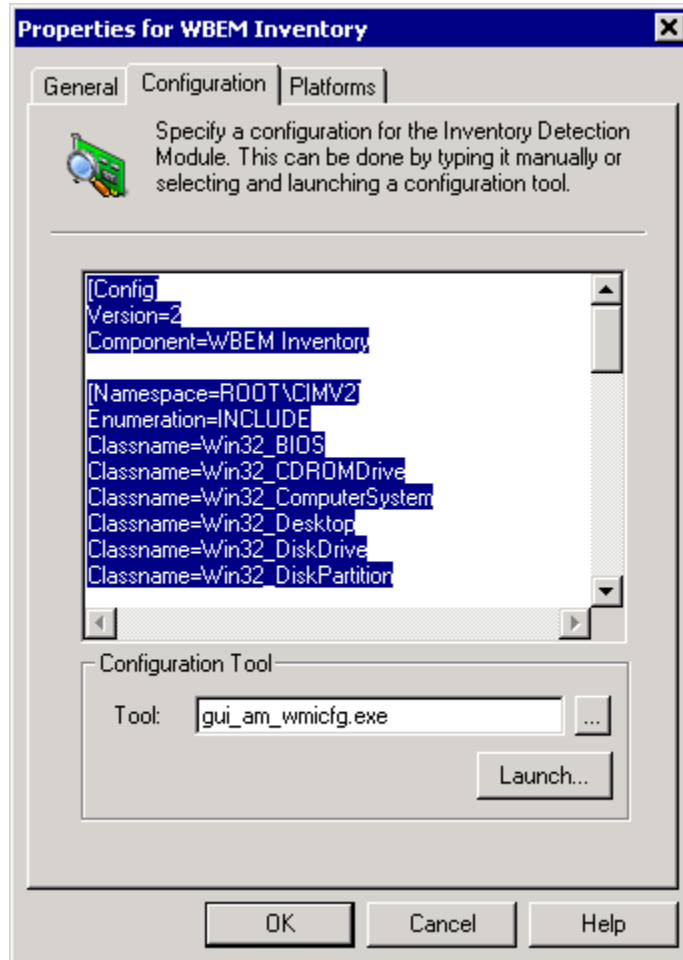 Properties for WBEM Inventory
General
Configuration
Platforms
Specify a configuration for the Inventory Detection
Module. This can be done by typing it manually or
selecting and launching a configuration tool.
[Config]
Version=2
Component=WBEM Inventory
[Namespace=ROOT\CIMV2]
Enumeration=INCLUDE
Classname=Win32_BIOS
Classname=Win32_CDROMDrive
Classname=Win32_ComputerSystem
Classname=Win32_Desktop
Classname=Win32_DiskDrive
Classname=Win32_DiskPartition
Configuration Tool
Tool: gui_am_wmicfg.exe ...
Launch...
OK Cancel Help